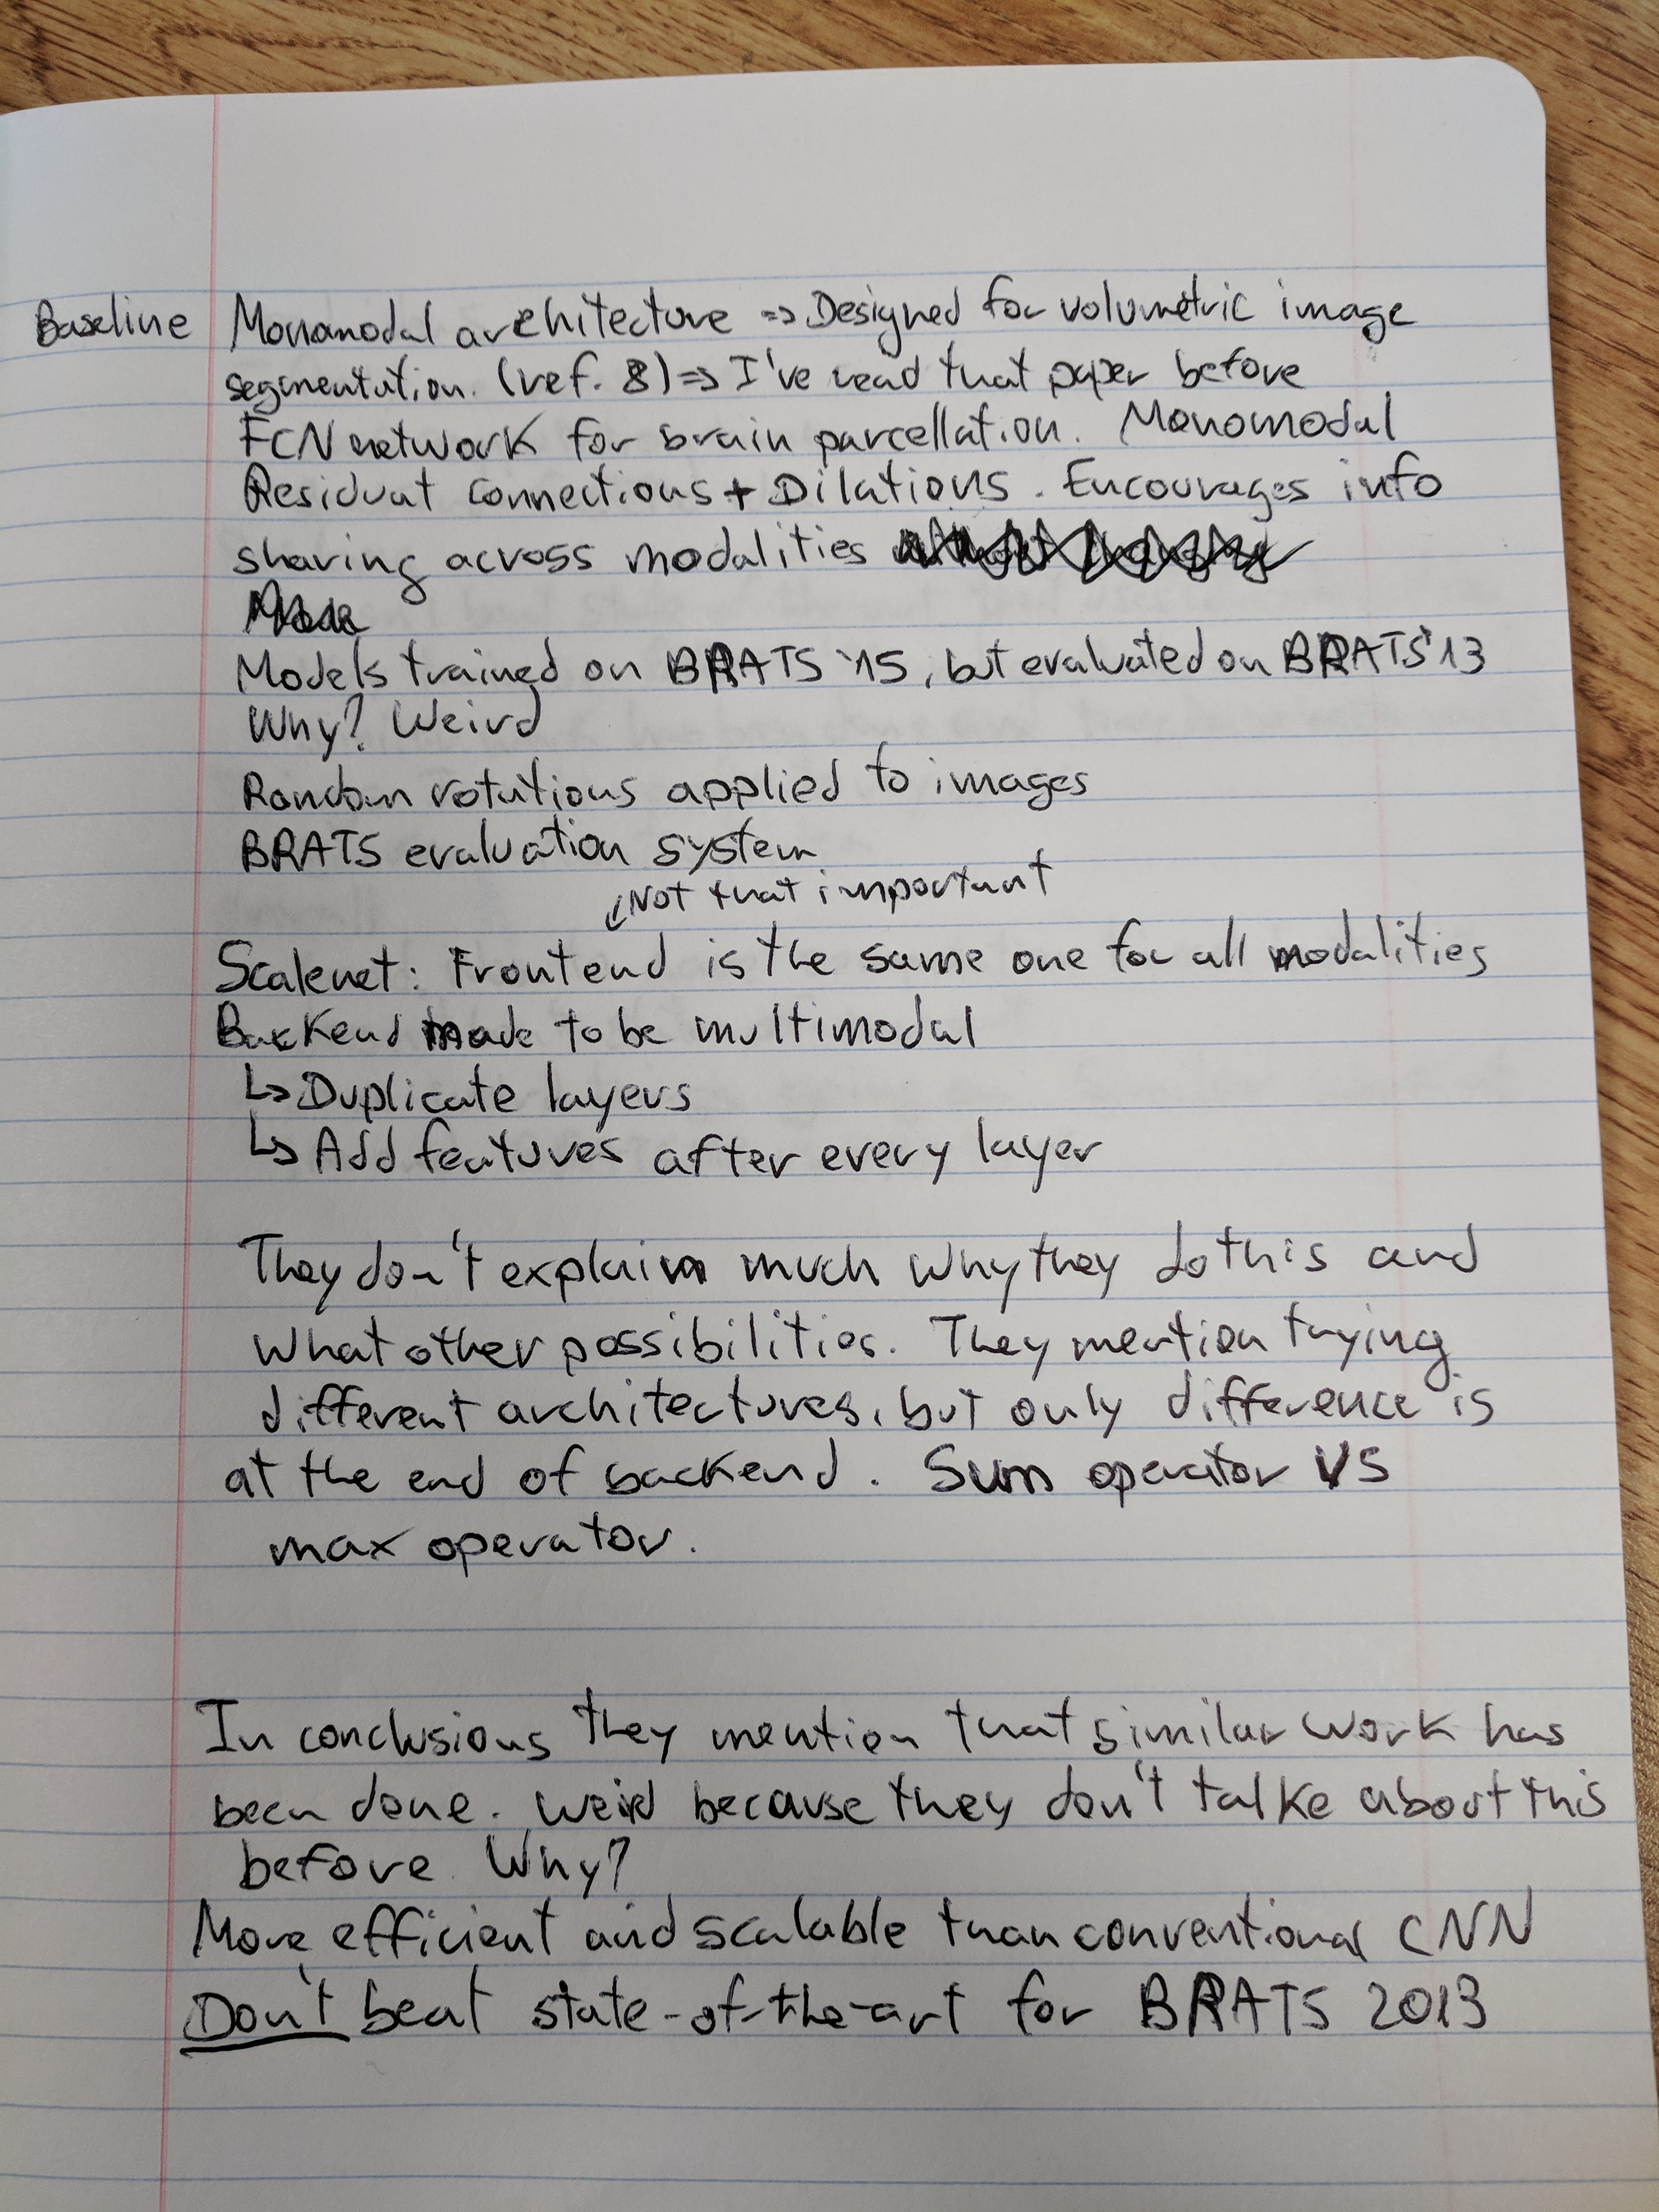 Baseline Monomodal architecture => Designed for volumetric image
segmentation. (ref. 8) => I've read that paper before
FCN network for brain parcellation. Monomodal
Residual connections + Dilations. Encourages info
sharing across modalities
Models trained on BRATS '15, but evaluated on BRATS'13
Why? Weird
Random rotations applied to images
BRATS evaluation system
↙Not that important
Scalenet: Frontend is the same one for all modalities
Backend made to be multimodal
↳ Duplicate layers
↳ Add features after every layer
They don't explain much why they do this and
what other possibilities. They mention trying
different architectures, but only difference is
at the end of backend. Sum operator VS
max operator.
In conclusions they mention that similar work has
been done. Weird because they don't talke about this
before. Why?
More efficient and scalable than conventional CNN
Don't beat state-of-the-art for BRATS 2013